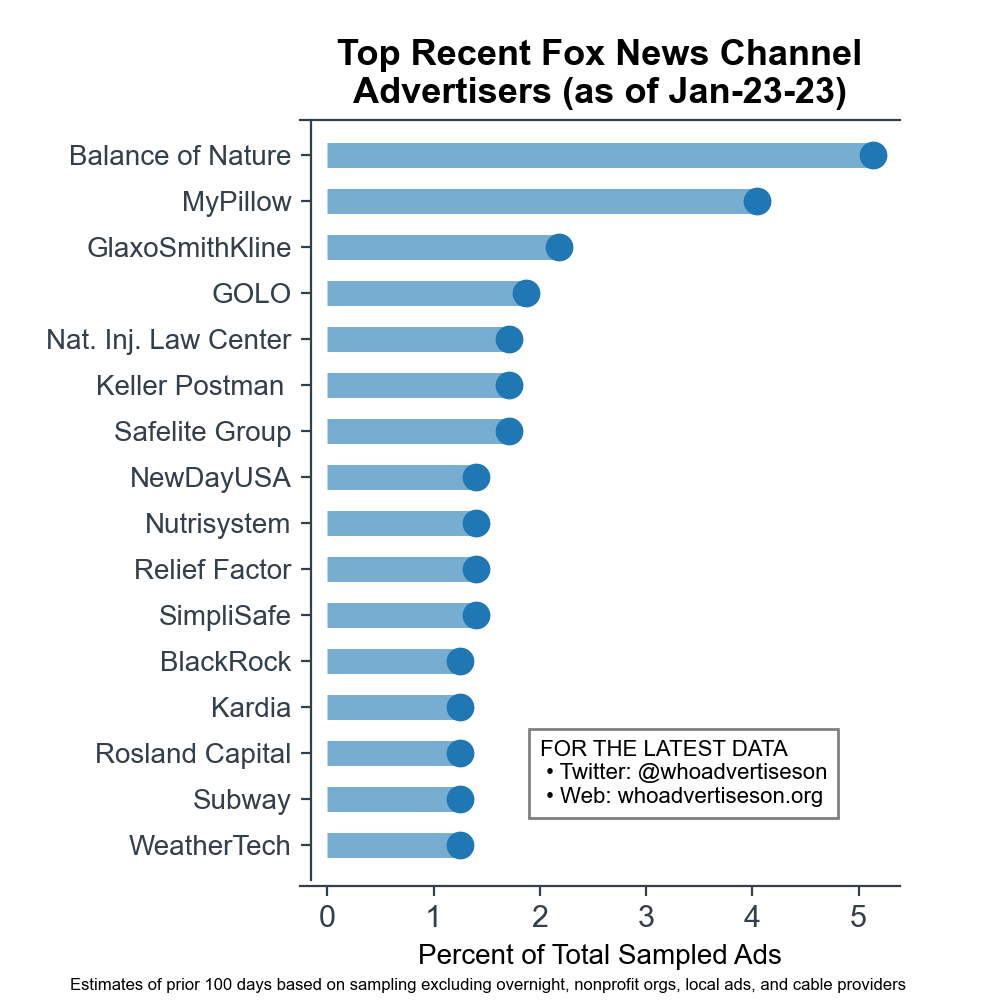 Top Recent Fox News Channel
Advertisers (as of Jan-23-23)
Balance of Nature
MyPillow
GlaxoSmithKline
GOLO
Nat. Inj. Law Center
Keller Postman
Safelite Group
NewDayUSA
Nutrisystem
Relief Factor
SimpliSafe
BlackRock
Kardia
Rosland Capital
Subway
WeatherTech
FOR THE LATEST DATA
• Twitter: @whoadvertiseson
• Web: whoadvertiseson.org
0 1 2 3 4 5
Percent of Total Sampled Ads
Estimates of prior 100 days based on sampling excluding overnight, nonprofit orgs, local ads, and cable providers